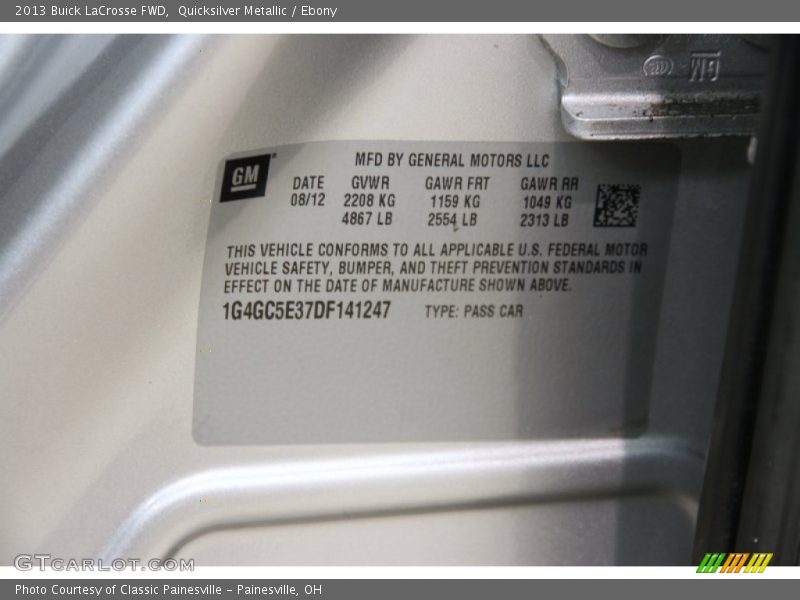 2013 Buick LaCrosse FWD,  Quicksilver Metallic / Ebony
GM
GM
MFD BY GENERAL MOTORS LLC
DATE GVWR GAWR FRT GAWR RR
08/12 2208 KG 1159 KG 1049 KG
4867 LB 2554 LB 2313 LB
THIS VEHICLE CONFORMS TO ALL APPLICABLE U.S. FEDERAL MOTOR
VEHICLE SAFETY, BUMPER, AND THEFT PREVENTION STANDARDS IN
EFFECT ON THE DATE OF MANUFACTURE SHOWN ABOVE.
1G4GC5E37DF141247 TYPE: PASS CAR
GTCarLot.com
Photo Courtesy of Classic Painesville - Painesville, OH